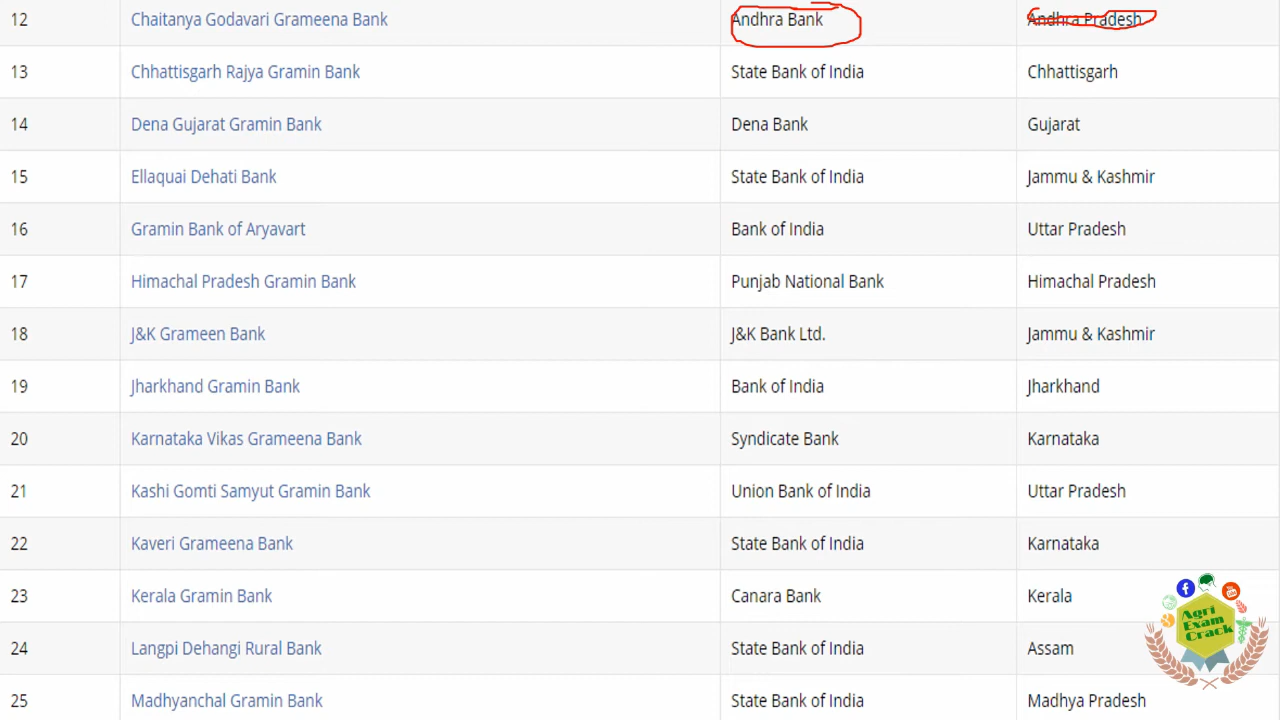 12 Chaitanya Godavari Grameena Bank Andhra Bank Andhra Pradesh
13 Chhattisgarh Rajya Gramin Bank State Bank of India Chhattisgarh
14 Dena Gujarat Gramin Bank Dena Bank Gujarat
15 Ellaquai Dehati Bank State Bank of India Jammu & Kashmir
16 Gramin Bank of Aryavart Bank of India Uttar Pradesh
17 Himachal Pradesh Gramin Bank Punjab National Bank Himachal Pradesh
18 J&K Grameen Bank J&K Bank Ltd. Jammu & Kashmir
19 Jharkhand Gramin Bank Bank of India Jharkhand
20 Karnataka Vikas Grameena Bank Syndicate Bank Karnataka
21 Kashi Gomti Samyut Gramin Bank Union Bank of India Uttar Pradesh
22 Kaveri Grameena Bank State Bank of India Karnataka
23 Kerala Gramin Bank Canara Bank Kerala
24 Langpi Dehangi Rural Bank State Bank of India Assam
25 Madhyanchal Gramin Bank State Bank of India Madhya Pradesh
Agri
Exam
Crack